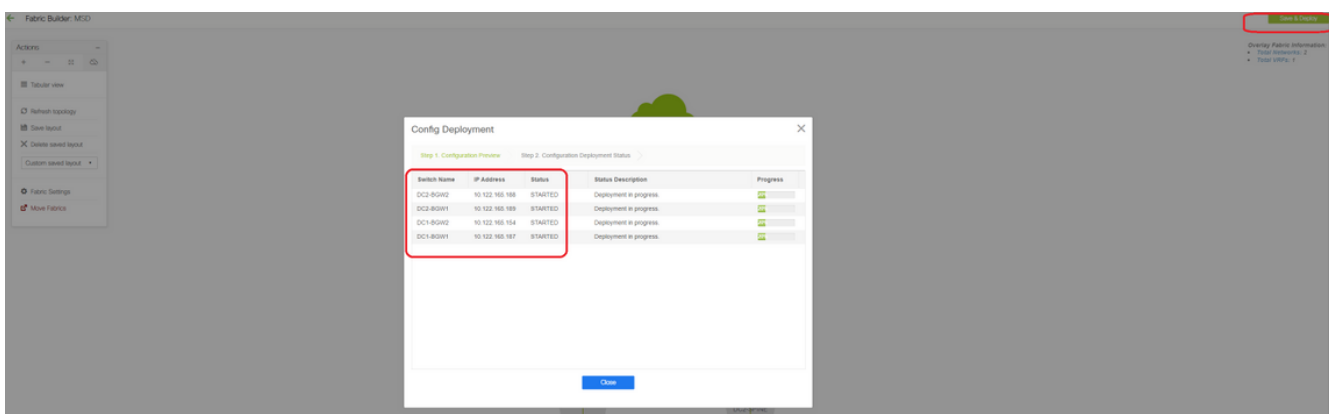 Fabric Builder: MSD
Save & Deploy
Actions
Tabular view
Refresh topology
Save layout
Delete saved layout
Custom saved layout
Fabric Settings
Move Fabrics
Overlay Fabric Information
Total Networks: 2
Total VRFs: 1
Config Deployment
Step 1. Configuration Preview Step 2. Configuration Deployment Status
Switch Name IP Address Status Status Description Progress
DC2-BGW2 10.122.165.188 STARTED Deployment in progress.
DC2-BGW1 10.122.165.189 STARTED Deployment in progress.
DC1-BGW2 10.122.165.154 STARTED Deployment in progress.
DC1-BGW1 10.122.165.187 STARTED Deployment in progress.
Close